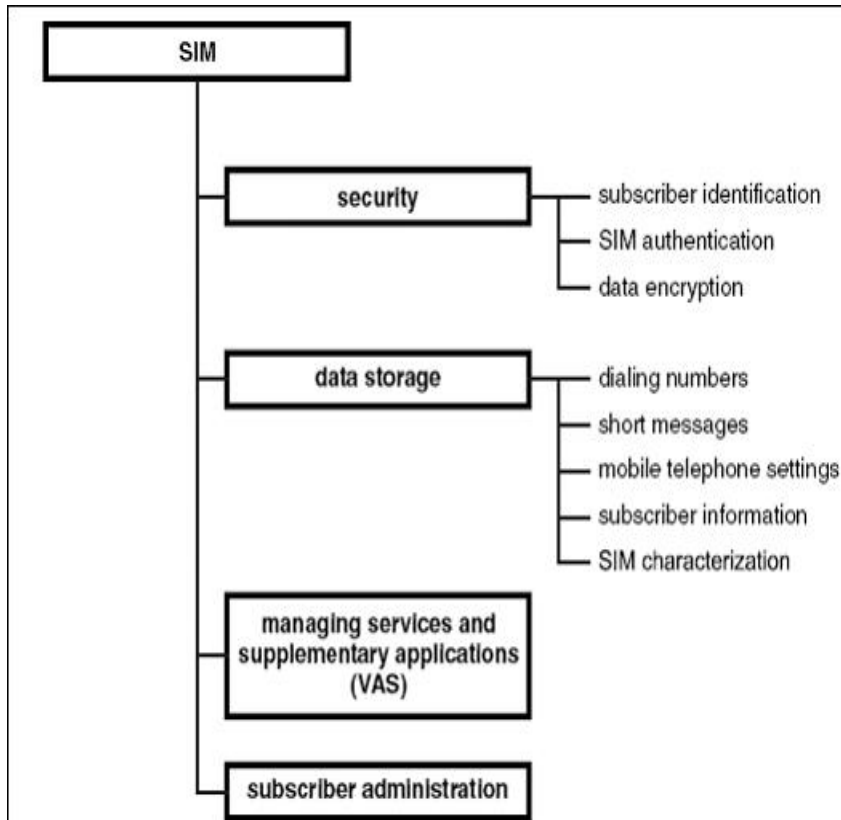 SIM
security
subscriber identification
SIM authentication
data encryption
data storage
dialing numbers
short messages
mobile telephone settings
subscriber information
SIM characterization
managing services and
supplementary applications
(VAS)
subscriber administration